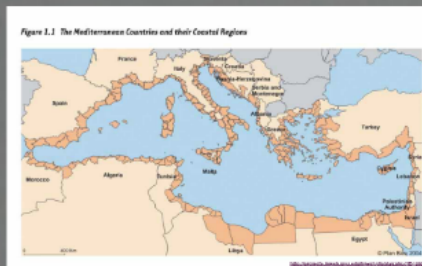 Figure 1.1 The Mediterranean Countries and their Coastal Regions
France
Slovenia
Croatia
Italy
Bosnia-Herzegovina
Serbia and
Montenegro
Spain
Albania
Greece
Turkey
Cyprus
Syria
Lebanon
Morocco
Algeria
Tunisia
Malta
Palestinian
Authority
Israel
Libya
Egypt